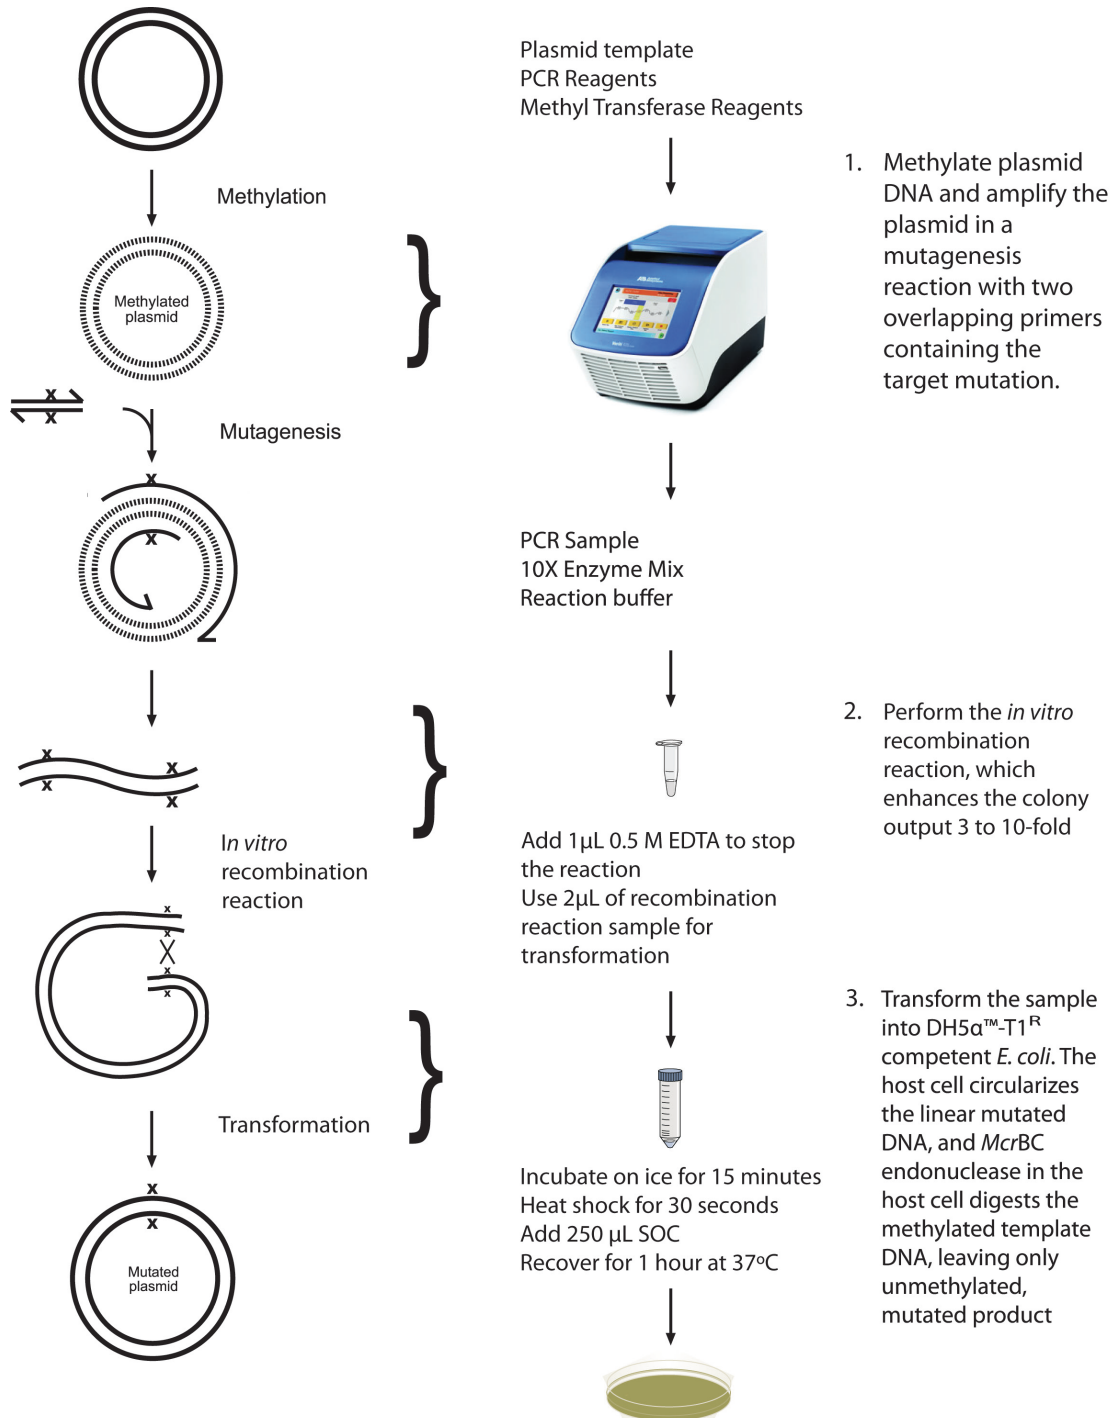 Plasmid template
PCR Reagents
Methyl Transferase Reagents
Methylation
Methylated
plasmid
1. Methylate plasmid
DNA and amplify the
plasmid in a
mutagenesis
reaction with two
overlapping primers
containing the
target mutation.
x
x
Mutagenesis
x
x
PCR Sample
10X Enzyme Mix
Reaction buffer
x
x
x
x
In vitro
recombination
reaction
2. Perform the in vitro
recombination
reaction, which
enhances the colony
output 3 to 10-fold
Add 1µL 0.5 M EDTA to stop
the reaction
Use 2µL of recombination
reaction sample for
transformation
x
x
x
x
Transformation
3. Transform the sample
into DH5α™-T1ᴿ
competent E. coli. The
host cell circularizes
the linear mutated
DNA, and McrBC
endonuclease in the
host cell digests the
methylated template
DNA, leaving only
unmethylated,
mutated product
Incubate on ice for 15 minutes
Heat shock for 30 seconds
Add 250 µL SOC
Recover for 1 hour at 37ºC
x
x
Mutated
plasmid